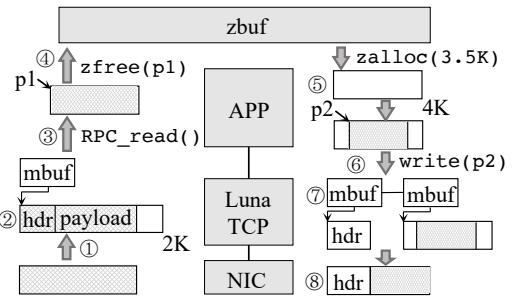 zbuf
④ zfree(p1)
p1
③ RPC_read()
mbuf
② hdr payload
2K
①
APP
Luna
TCP
NIC
zalloc(3.5K)
⑤
p2
4K
⑥ write(p2)
⑦ mbuf mbuf
hdr
⑧ hdr